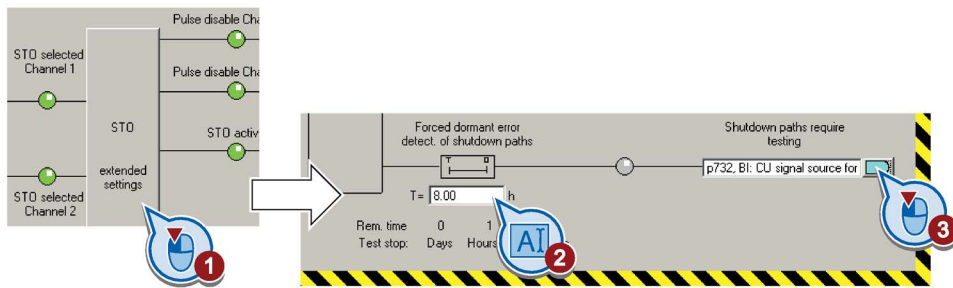 Pulse disable Cha
STO selected
Channel 1
Pulse disable Cha
STO
STO activ
extended
settings
STO selected
Channel 2
1
Forced dormant error
detect. of shutdown paths
T 0
T= 8.00 h
Rem. time 0 1
Test stop: Days Hours
AI
2
Shutdown paths require
testing
p732, BI: CU signal source for
3